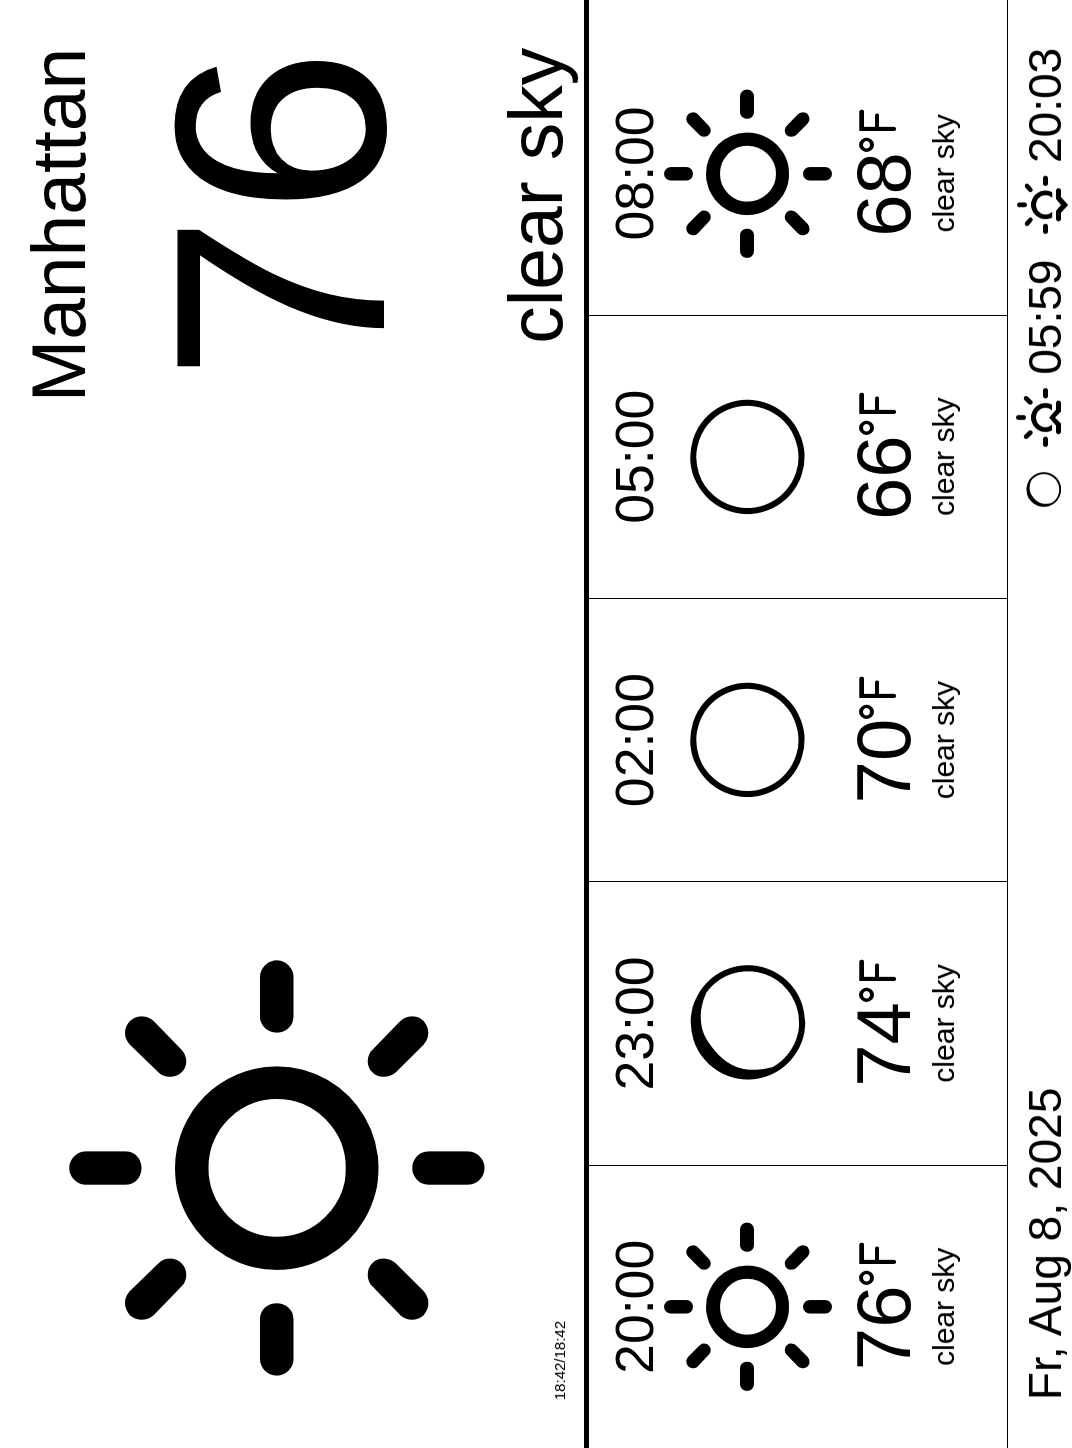 Manhattan
76
clear sky
18:42/18:42
20:00 23:00 02:00 05:00 08:00
76°F 74°F 70°F 66°F 68°F
clear sky clear sky clear sky clear sky clear sky
Fr, Aug 8, 2025 05:59 20:03